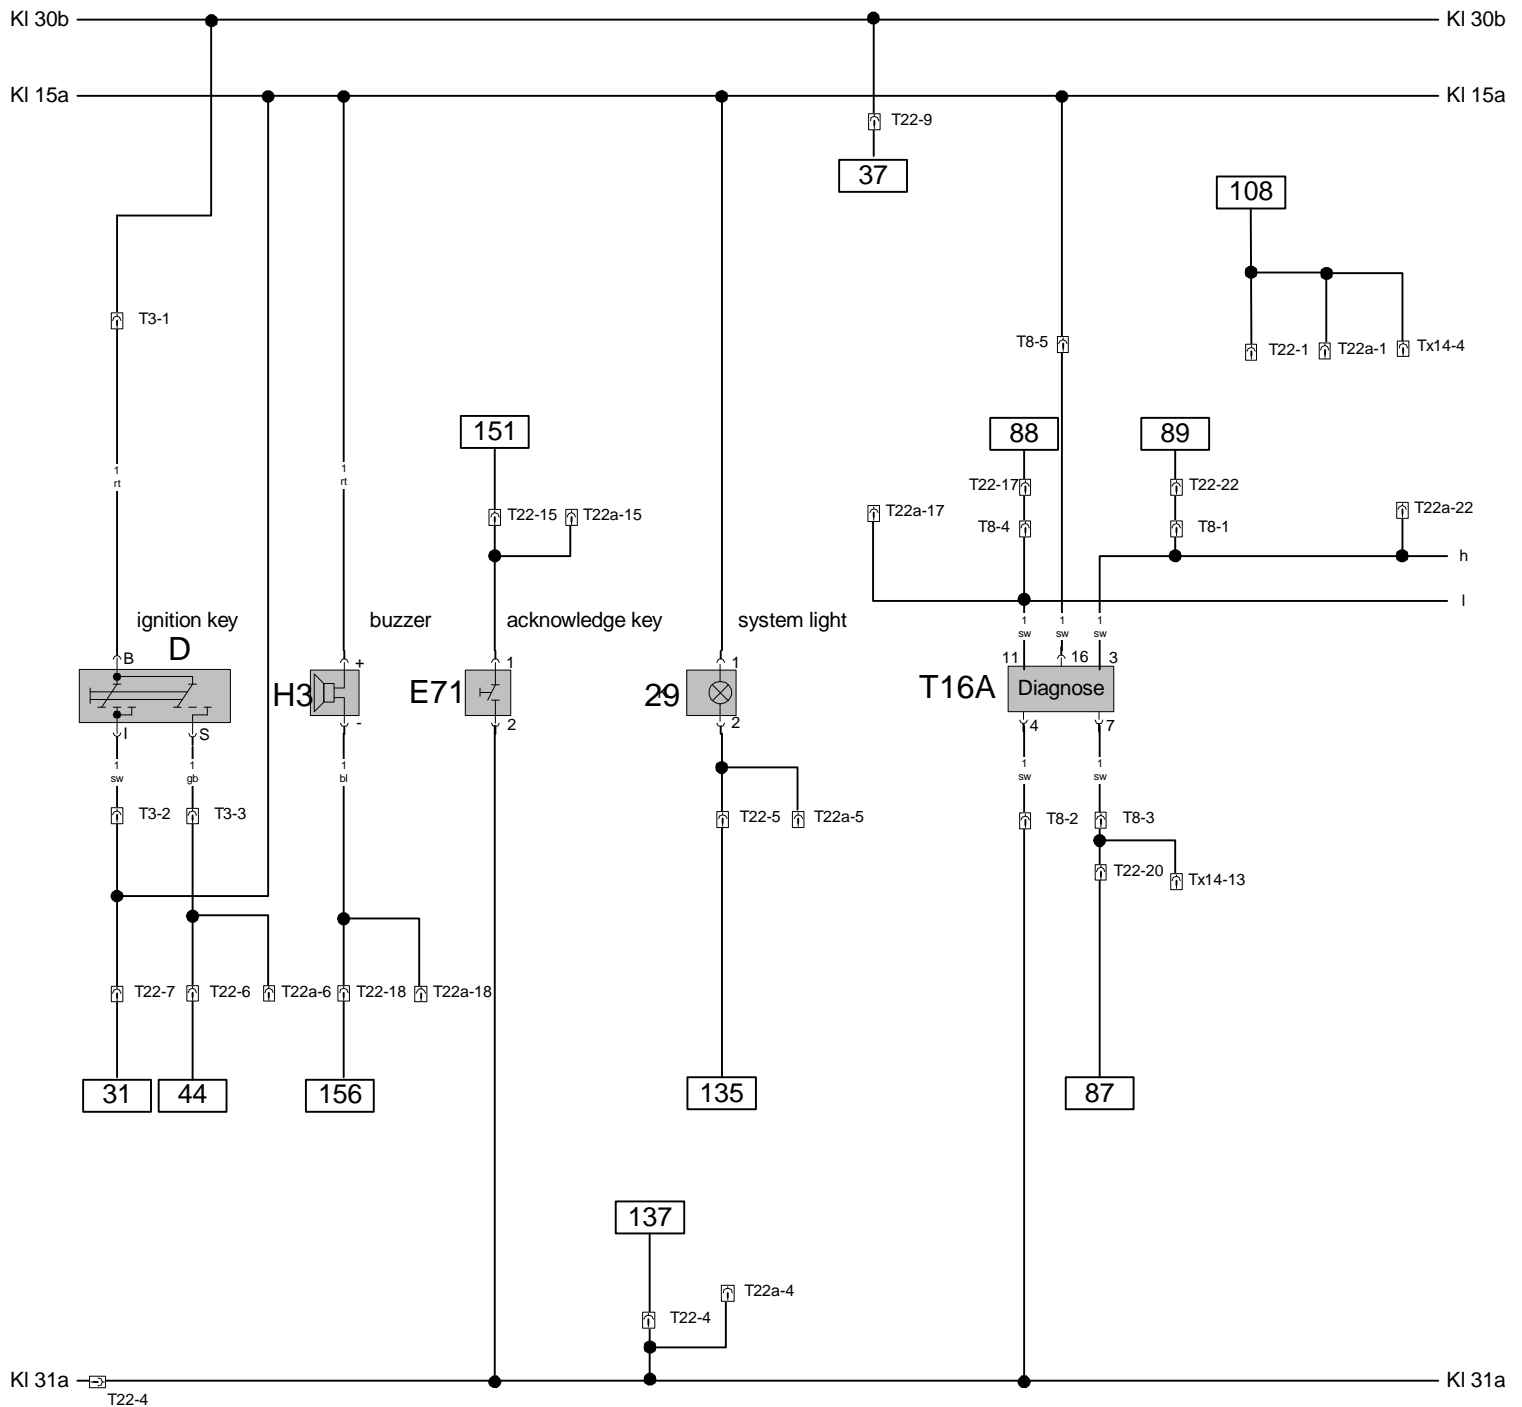 Kl 30b Kl 30b
Kl 15a Kl 15a
T22-9
37
108
T3-1
T8-5 T22-1 T22a-1 Tx14-4
151 88 89
1 1
rt rt
T22-17 T22-22
T22-15 T22a-15 T22a-17 T22a-22
T8-4 T8-1
h
l
ignition key buzzer acknowledge key system light
1 1 1
sw sw sw
D
B + 1 1 11 16 3
H3 E71 29 T16A Diagnose
I S - 2 2 4 7
1 1 1 1 1
sw gb bl sw sw
T3-2 T3-3 T22-5 T22a-5 T8-2 T8-3
T22-20 Tx14-13
T22-7 T22-6 T22a-6 T22-18 T22a-18
31 44 156 135 87
137
T22a-4
T22-4
Kl 31a Kl 31a
T22-4